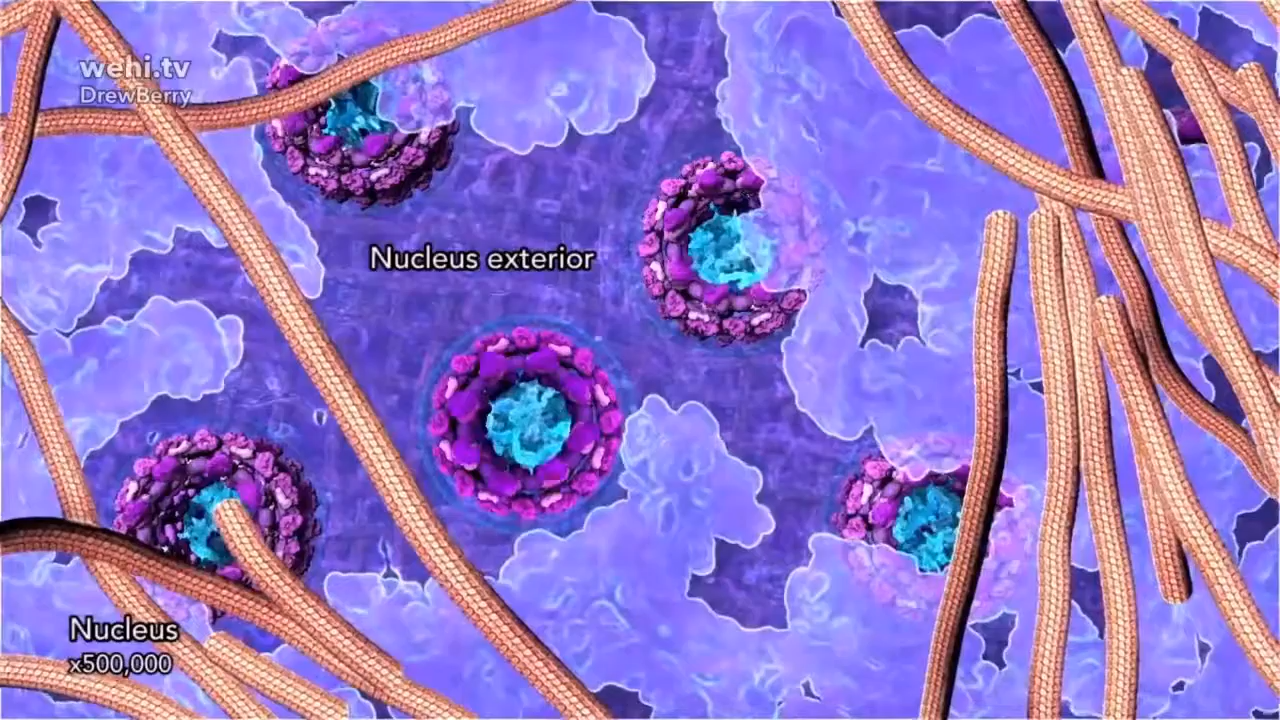 wehi.tv
DrewBerry
Nucleus exterior
Nucleus
x500,000